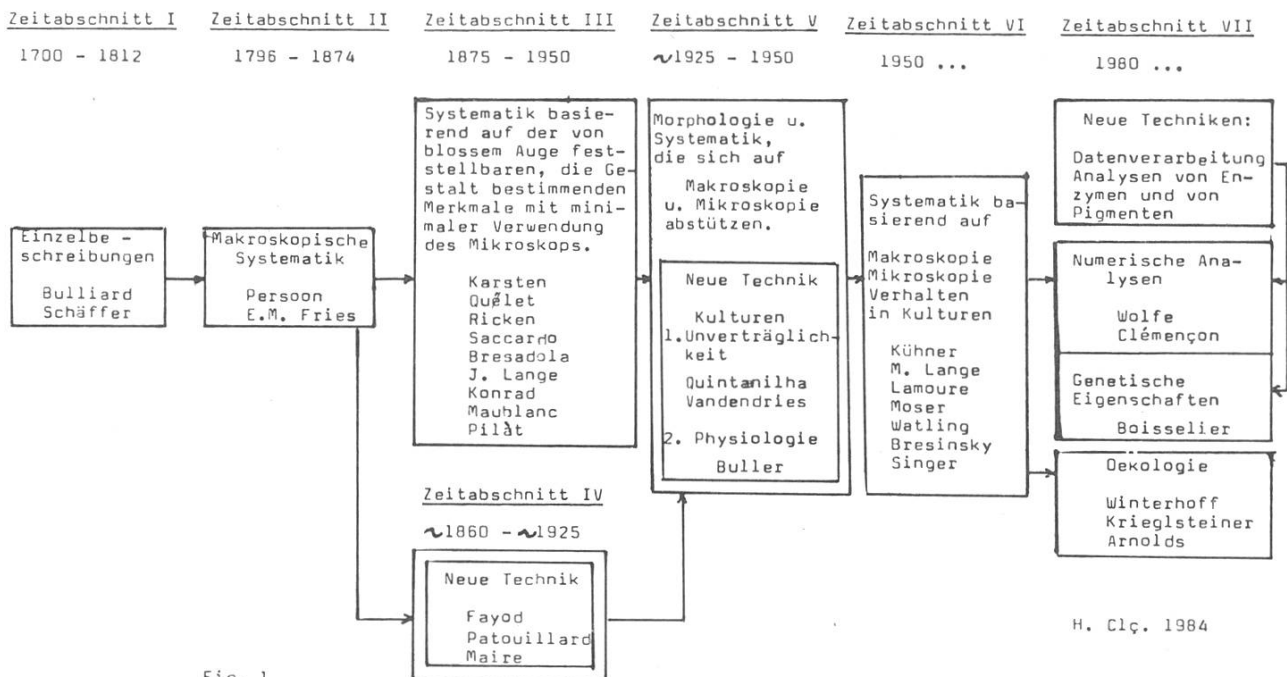 Zeitabschnitt I
1700 - 1812
Einzelbe -
schreibungen
Bulliard
Schäffer
Zeitabschnitt II
1796 - 1874
Makroskopische
Systematik
Persoon
E.M. Fries
Zeitabschnitt III
1875 - 1950
Systematik basie-
rend auf der von
blossem Auge fest-
stellbaren, die Ge-
stalt bestimmenden
Merkmale mit mini-
maler Verwendung
des Mikroskops.
Karsten
Quélet
Ricken
Saccardo
Bresadola
J. Lange
Konrad
Maublanc
Pilàt
Zeitabschnitt IV
~1860 - ~1925
Neue Technik
Fayod
Patouillard
Maire
Zeitabschnitt V
~1925 - 1950
Morphologie u.
Systematik,
die sich auf
Makroskopie
u. Mikroskopie
abstützen.
Neue Technik
Kulturen
1.Unverträglich-
keit
Quintanilha
Vandendries
2. Physiologie
Buller
Zeitabschnitt VI
1950 ...
Systematik ba-
sierend auf
Makroskopie
Mikroskopie
Verhalten
in Kulturen
Kühner
M. Lange
Lamoure
Moser
Watling
Bresinsky
Singer
Zeitabschnitt VII
1980 ...
Neue Techniken:
Datenverarbeitung
Analysen von En-
zymen und von
Pigmenten
Numerische Ana-
lysen
Wolfe
Clémençon
Genetische
Eigenschaften
Boisselier
Oekologie
Winterhoff
Krieglsteiner
Arnolds
H. Clç. 1984
Fig. 1